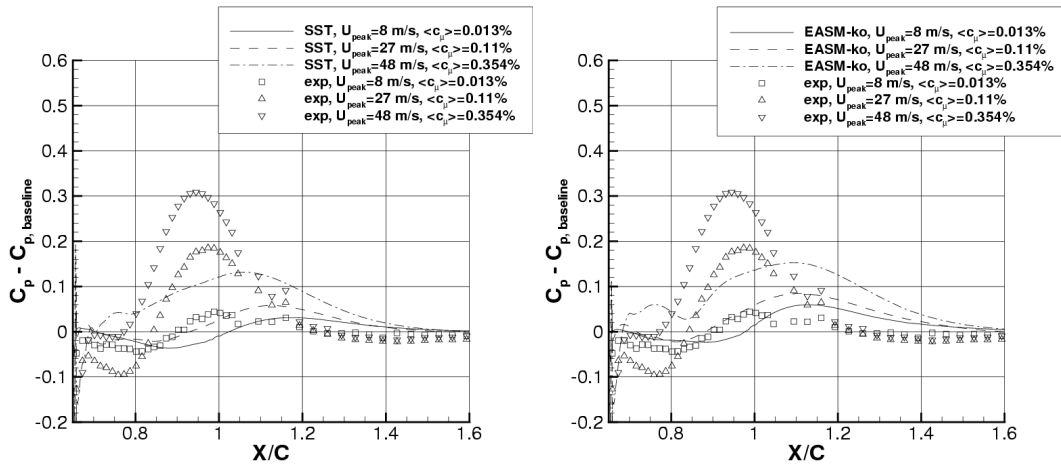 SST, U_peak=8 m/s, <c_μ>=0.013%
SST, U_peak=27 m/s, <c_μ>=0.11%
SST, U_peak=48 m/s, <c_μ>=0.354%
exp, U_peak=8 m/s, <c_μ>=0.013%
exp, U_peak=27 m/s, <c_μ>=0.11%
exp, U_peak=48 m/s, <c_μ>=0.354%
0.6
0.5
0.4
0.3
0.2
0.1
0
-0.1
-0.2
C_p - C_p, baseline
0.8
1
1.2
1.4
1.6
X/C
EASM-ko, U_peak=8 m/s, <c_μ>=0.013%
EASM-ko, U_peak=27 m/s, <c_μ>=0.11%
EASM-ko, U_peak=48 m/s, <c_μ>=0.354%
exp, U_peak=8 m/s, <c_μ>=0.013%
exp, U_peak=27 m/s, <c_μ>=0.11%
exp, U_peak=48 m/s, <c_μ>=0.354%
0.6
0.5
0.4
0.3
0.2
0.1
0
-0.1
-0.2
C_p - C_p, baseline
0.8
1
1.2
1.4
1.6
X/C